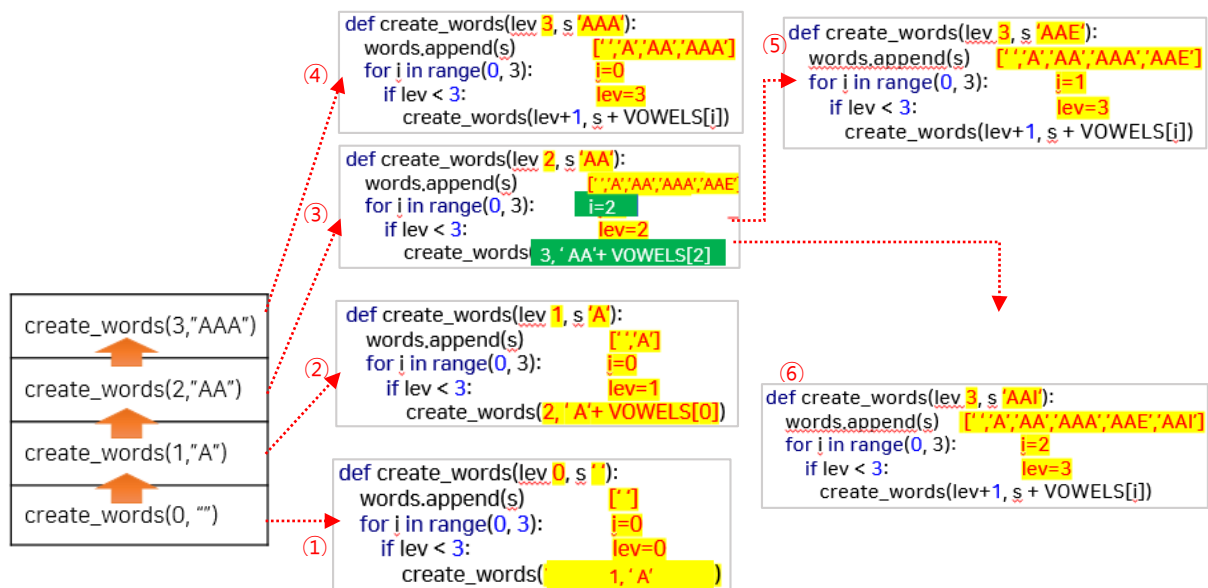 ④
def create_words(lev 3, s 'AAA'):
words.append(s) [' ','A','AA','AAA']
for i in range(0, 3): i=0
if lev < 3: lev=3
create_words(lev+1, s + VOWELS[i])
⑤
def create_words(lev 3, s 'AAE'):
words.append(s) [' ','A','AA','AAA','AAE']
for i in range(0, 3): i=1
if lev < 3: lev=3
create_words(lev+1, s + VOWELS[i])
③
def create_words(lev 2, s 'AA'):
words.append(s) [' ','A','AA','AAA','AAE']
for i in range(0, 3): i=2
if lev < 3: lev=2
create_words( 3, ' AA'+ VOWELS[2]
create_words(3,"AAA")
create_words(2,"AA")
create_words(1,"A")
create_words(0, "")
②
def create_words(lev 1, s 'A'):
words.append(s) [' ','A']
for i in range(0, 3): i=0
if lev < 3: lev=1
create_words(2, ' A'+ VOWELS[0])
⑥
def create_words(lev 3, s 'AAI'):
words.append(s) [' ','A','AA','AAA','AAE','AAI']
for i in range(0, 3): i=2
if lev < 3: lev=3
create_words(lev+1, s + VOWELS[i])
①
def create_words(lev 0, s ' '):
words.append(s) [' ']
for i in range(0, 3): i=0
if lev < 3: lev=0
create_words( 1, ' A' )